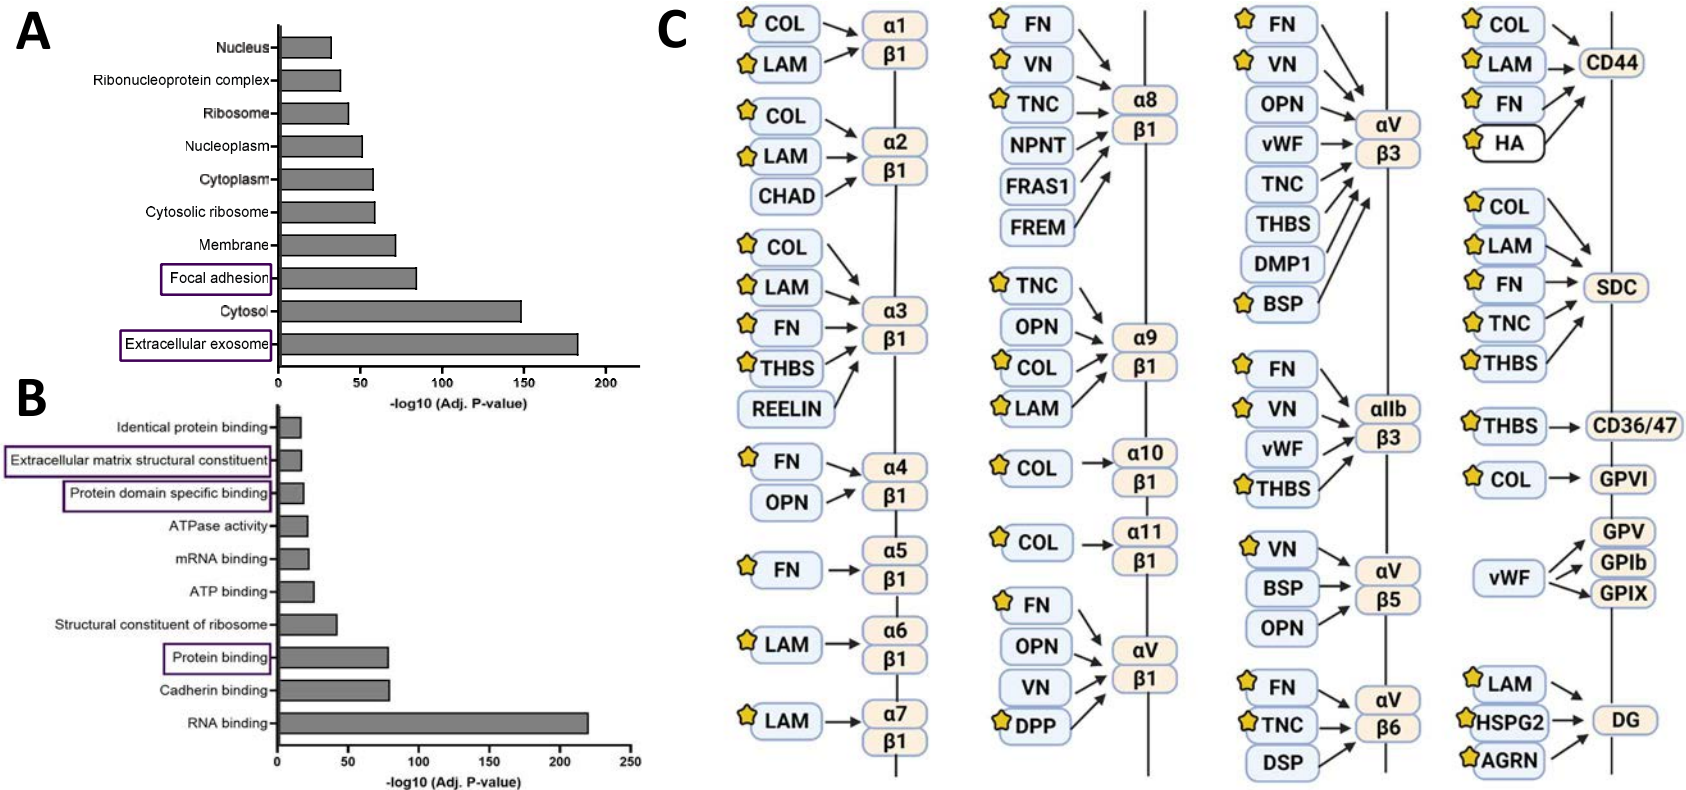 A
Nucleus
Ribonucleoprotein complex
Ribosome
Nucleoplasm
Cytoplasm
Cytosolic ribosome
Membrane
Focal adhesion
Cytosol
Extracellular exosome
0 50 100 150 200
-log10 (Adj. P-value)
B
Identical protein binding
Extracellular matrix structural constituent
Protein domain specific binding
ATPase activity
mRNA binding
ATP binding
Structural constituent of ribosome
Protein binding
Cadherin binding
RNA binding
0 50 100 150 200 250
-log10 (Adj. P-value)
C
COL
LAM
α1
β1
COL
LAM
CHAD
α2
β1
COL
LAM
FN
THBS
REELIN
α3
β1
FN
OPN
α4
β1
FN
α5
β1
LAM
α6
β1
LAM
α7
β1
FN
VN
TNC
NPNT
FRAS1
FREM
α8
β1
TNC
OPN
COL
LAM
α9
β1
COL
α10
β1
COL
α11
β1
FN
OPN
VN
DPP
αV
β1
FN
VN
OPN
vWF
TNC
THBS
DMP1
BSP
αV
β3
FN
VN
vWF
THBS
αIIb
β3
VN
BSP
OPN
αV
β5
FN
TNC
DSP
αV
β6
COL
LAM
FN
HA
CD44
COL
LAM
FN
TNC
THBS
SDC
THBS
CD36/47
COL
GPVI
vWF
GPV
GPIb
GPIX
LAM
HSPG2
AGRN
DG